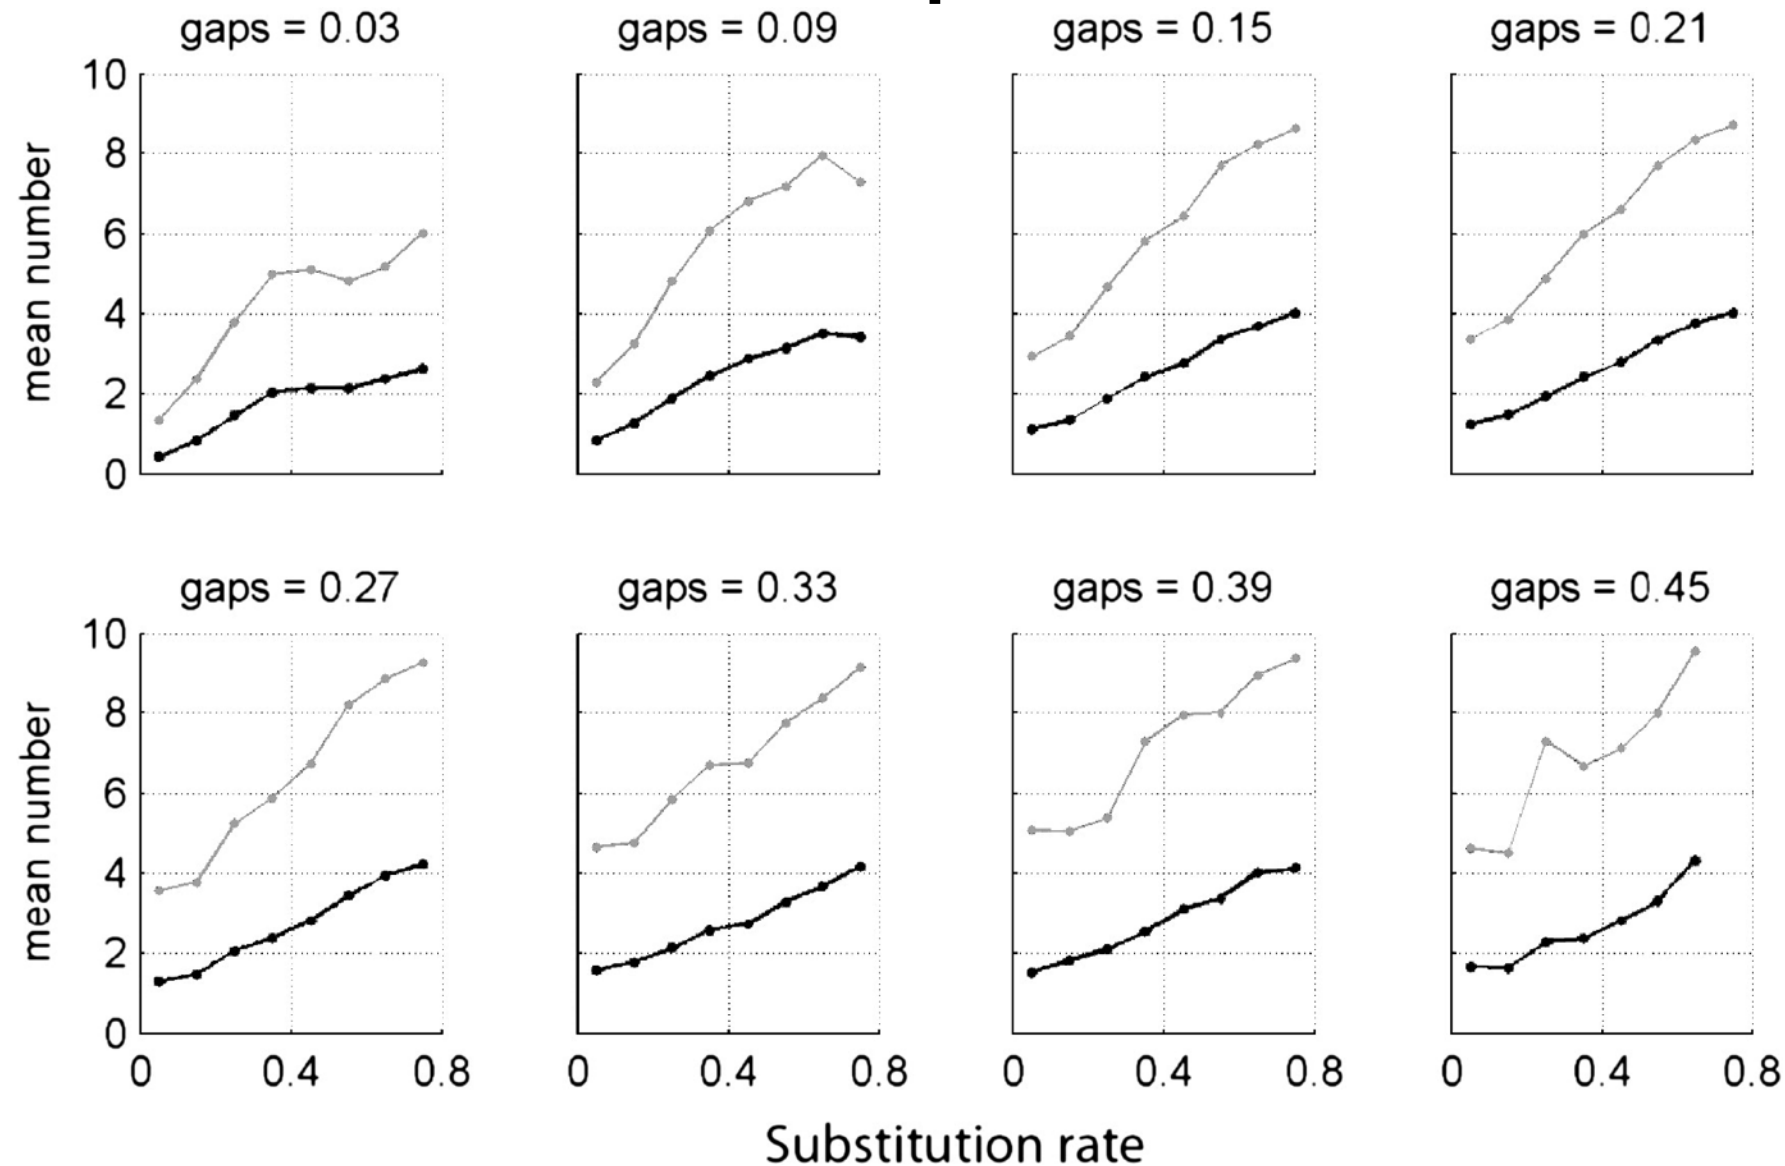 gaps = 0.03 gaps = 0.09 gaps = 0.15 gaps = 0.21
10
8
6
4
2
0
mean number
gaps = 0.27 gaps = 0.33 gaps = 0.39 gaps = 0.45
10
8
6
4
2
0
mean number
0 0.4 0.8 0 0.4 0.8 0 0.4 0.8 0 0.4 0.8
Substitution rate